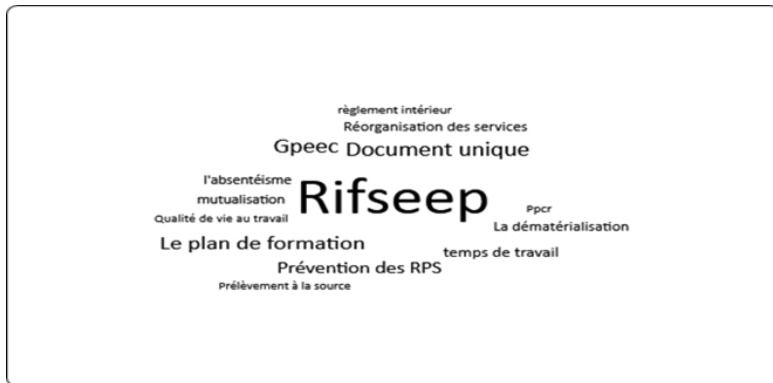 règlement intérieur
Réorganisation des services
Gpeec Document unique
l'absentéisme
Rifseep
mutualisation
Ppcr
Qualité de vie au travail
La dématérialisation
Le plan de formation
temps de travail
Prévention des RPS
Prélèvement à la source